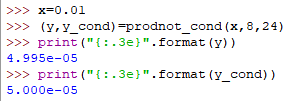 >>> x=0.01
>>> (y,y_cond)=prodnot_cond(x,8,24)
>>> print("{:.3e}".format(y))
4.995e-05
>>> print("{:.3e}".format(y_cond))
5.000e-05